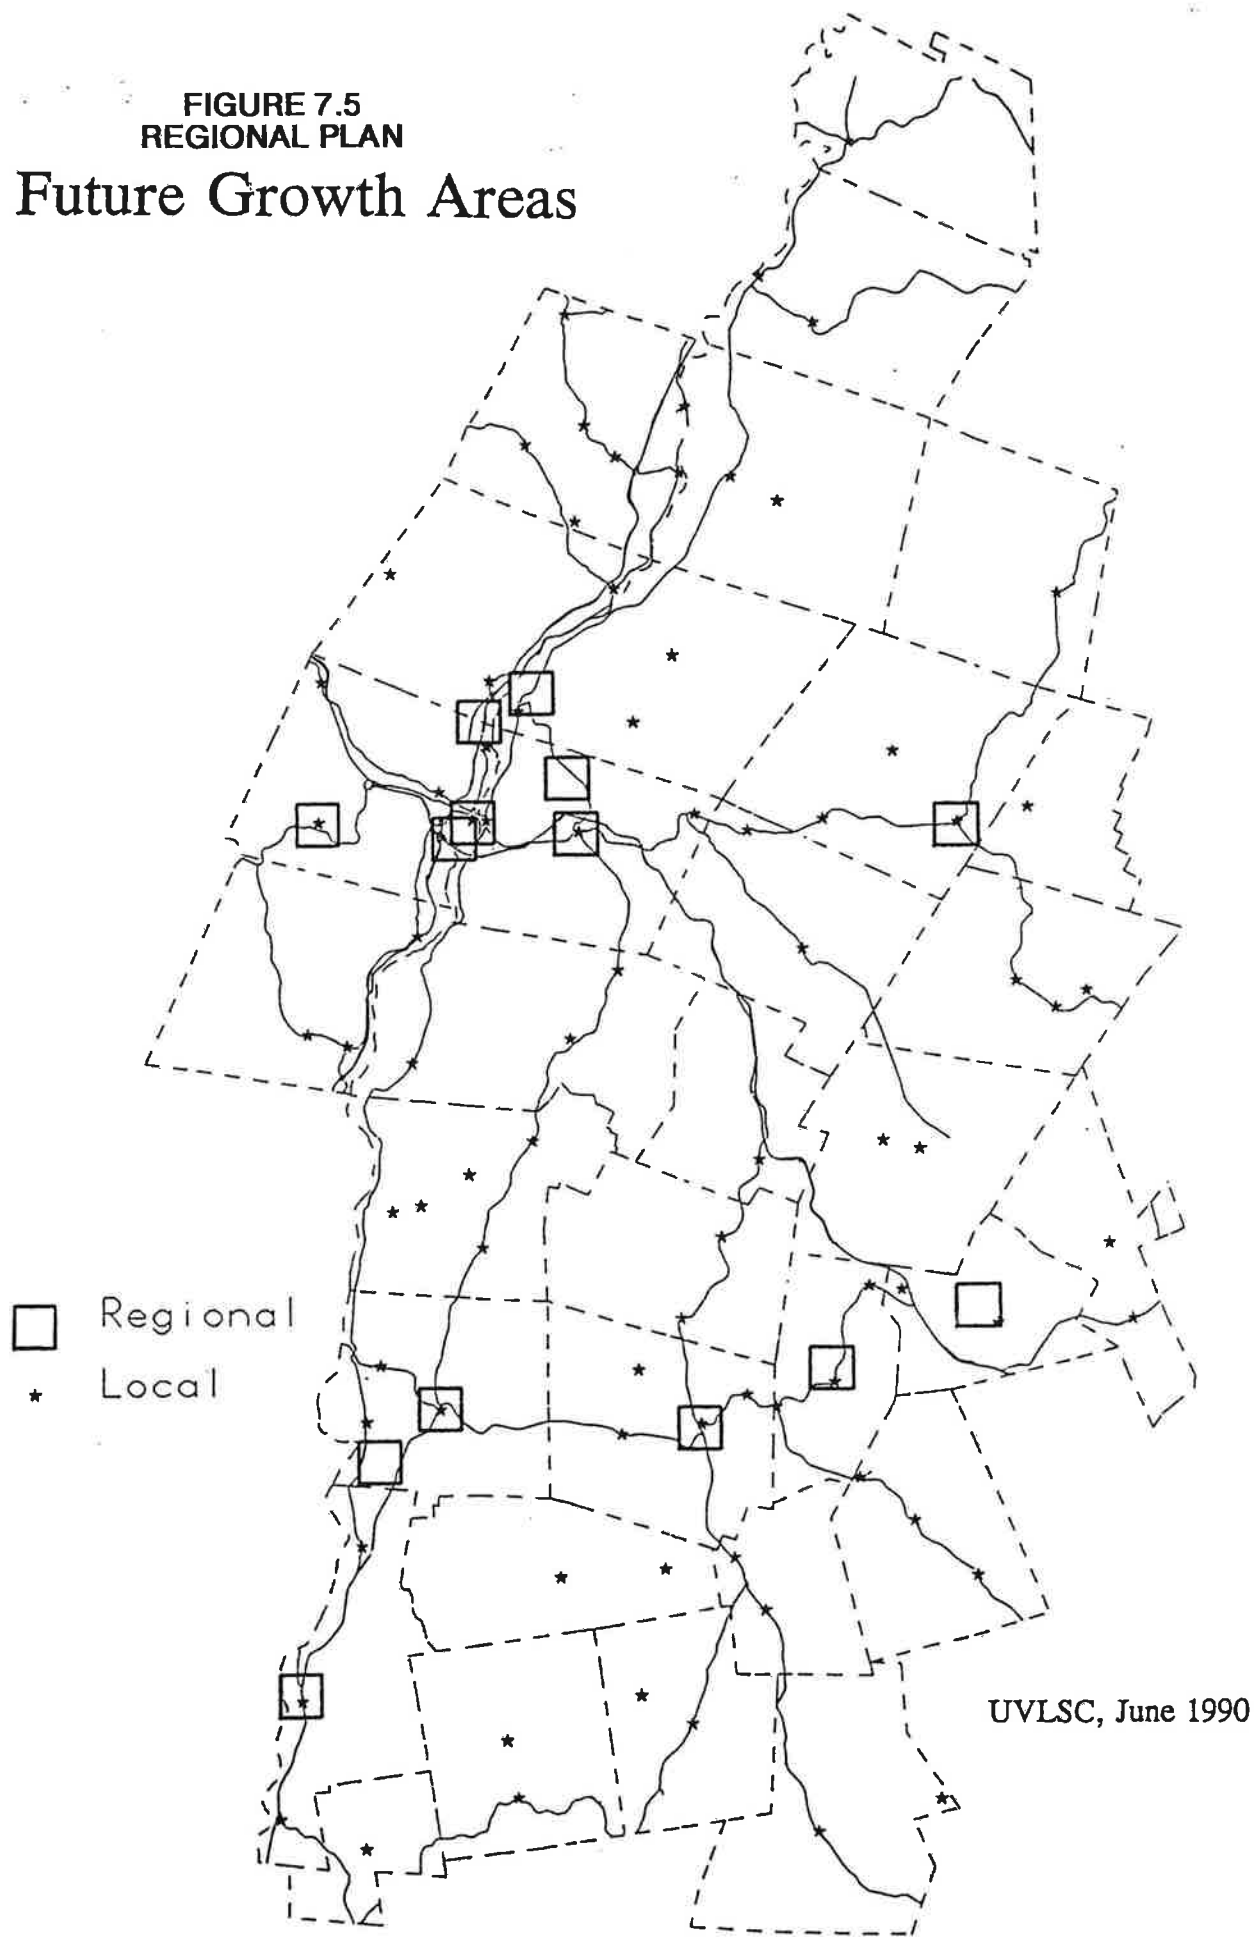 FIGURE 7.5
REGIONAL PLAN
Future Growth Areas
Regional
Local
UVLSC, June 1990